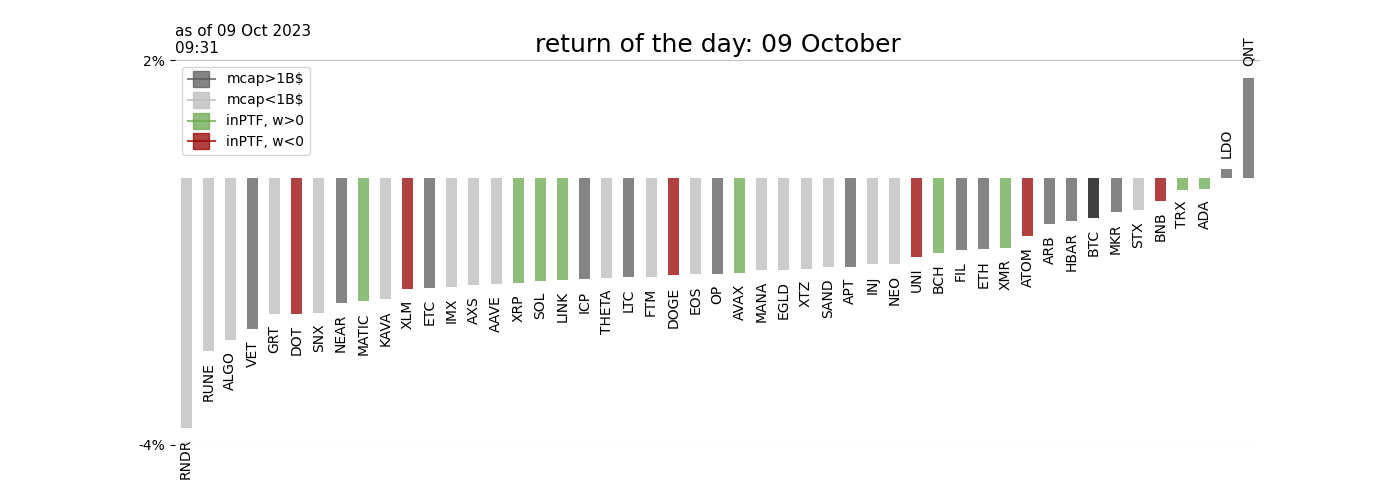 as of 09 Oct 2023
09:31
return of the day: 09 October
2%
mcap>1B$
mcap<1B$
inPTF, w>0
inPTF, w<0
-4%
RNDR
RUNE
ALGO
VET
GRT
DOT
SNX
NEAR
MATIC
KAVA
XLM
ETC
IMX
AXS
AAVE
XRP
SOL
LINK
ICP
THETA
LTC
FTM
DOGE
EOS
OP
AVAX
MANA
EGLD
XTZ
SAND
APT
INJ
NEO
UNI
BCH
FIL
ETH
XMR
ATOM
ARB
HBAR
BTC
MKR
STX
BNB
TRX
ADA
LDO
QNT